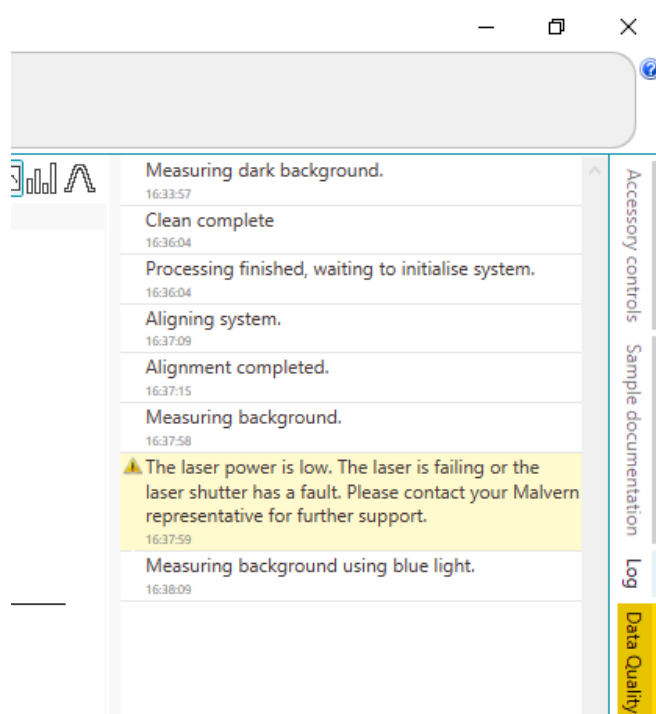 Measuring dark background.
16:33:57
Clean complete
16:36:04
Processing finished, waiting to initialise system.
16:36:04
Aligning system.
16:37:09
Alignment completed.
16:37:15
Measuring background.
16:37:58
The laser power is low. The laser is failing or the
laser shutter has a fault. Please contact your Malvern
representative for further support.
16:37:59
Measuring background using blue light.
16:38:09
Accessory controls
Sample documentation
Log
Data Quality